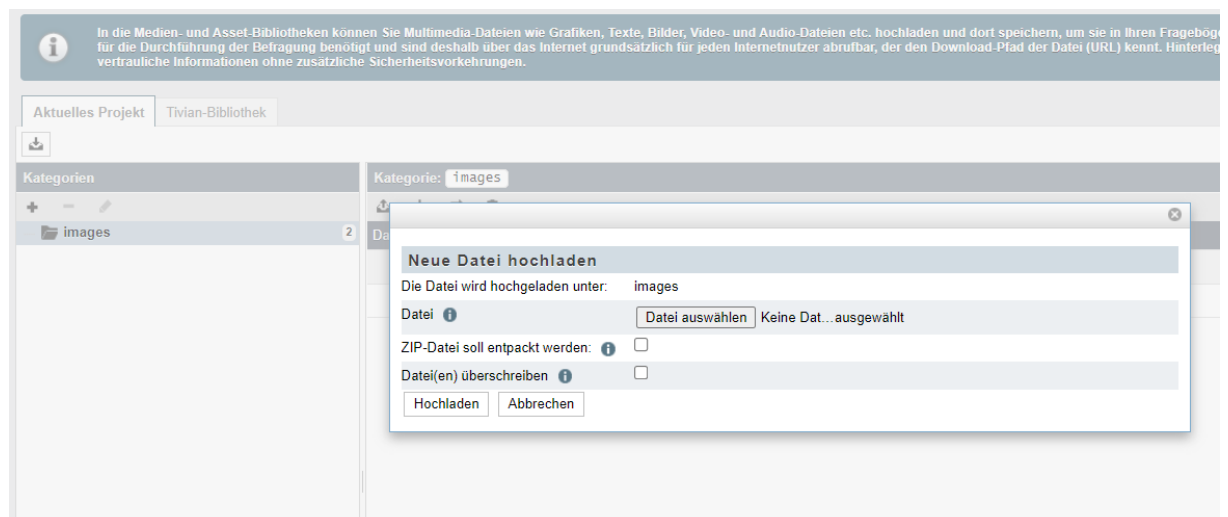 In die Medien- und Asset-Bibliotheken können Sie Multimedia-Dateien wie Grafiken, Texte, Bilder, Video- und Audio-Dateien etc. hochladen und dort speichern, um sie in Ihren
für die Durchführung der Befragung benötigt und sind deshalb über das Internet grundsätzlich für jeden Internetnutzer abrufbar, der den Download-Pfad der Datei (URL) kennt.
vertrauliche Informationen ohne zusätzliche Sicherheitsvorkehrungen.
Aktuelles Projekt Tivian-Bibliothek
Kategorien Kategorie: images
images 2
Neue Datei hochladen
Die Datei wird hochgeladen unter: images
Datei Datei auswählen Keine Dat...ausgewählt
ZIP-Datei soll entpackt werden:
Datei(en) überschreiben
Hochladen Abbrechen